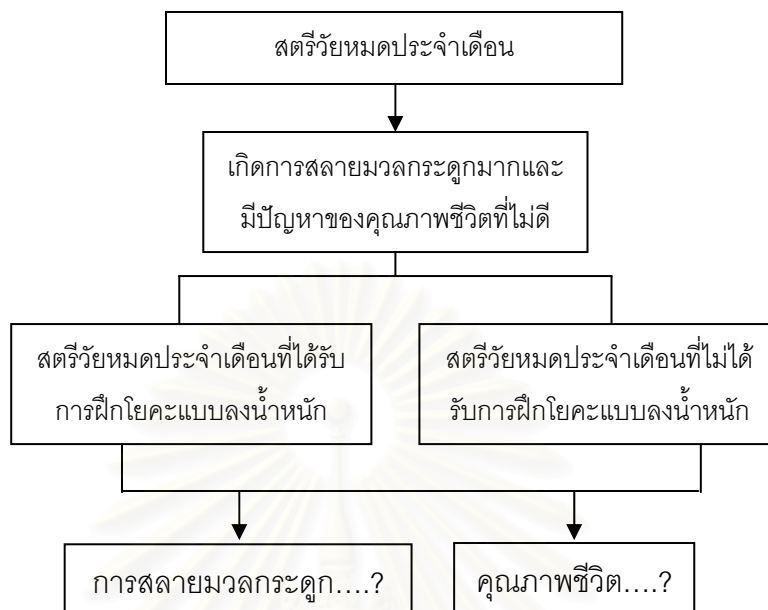 สตรีวัยหมดประจำเดือน
เกิดการสลายมวลกระดูกมากและ
มีปัญหาของคุณภาพชีวิตที่ไม่ดี
สตรีวัยหมดประจำเดือนที่ได้รับ
การฝึกโยคะแบบลงน้ำหนัก
สตรีวัยหมดประจำเดือนที่ไม่ได้
รับการฝึกโยคะแบบลงน้ำหนัก
การสลายมวลกระดูก....?
คุณภาพชีวิต....?